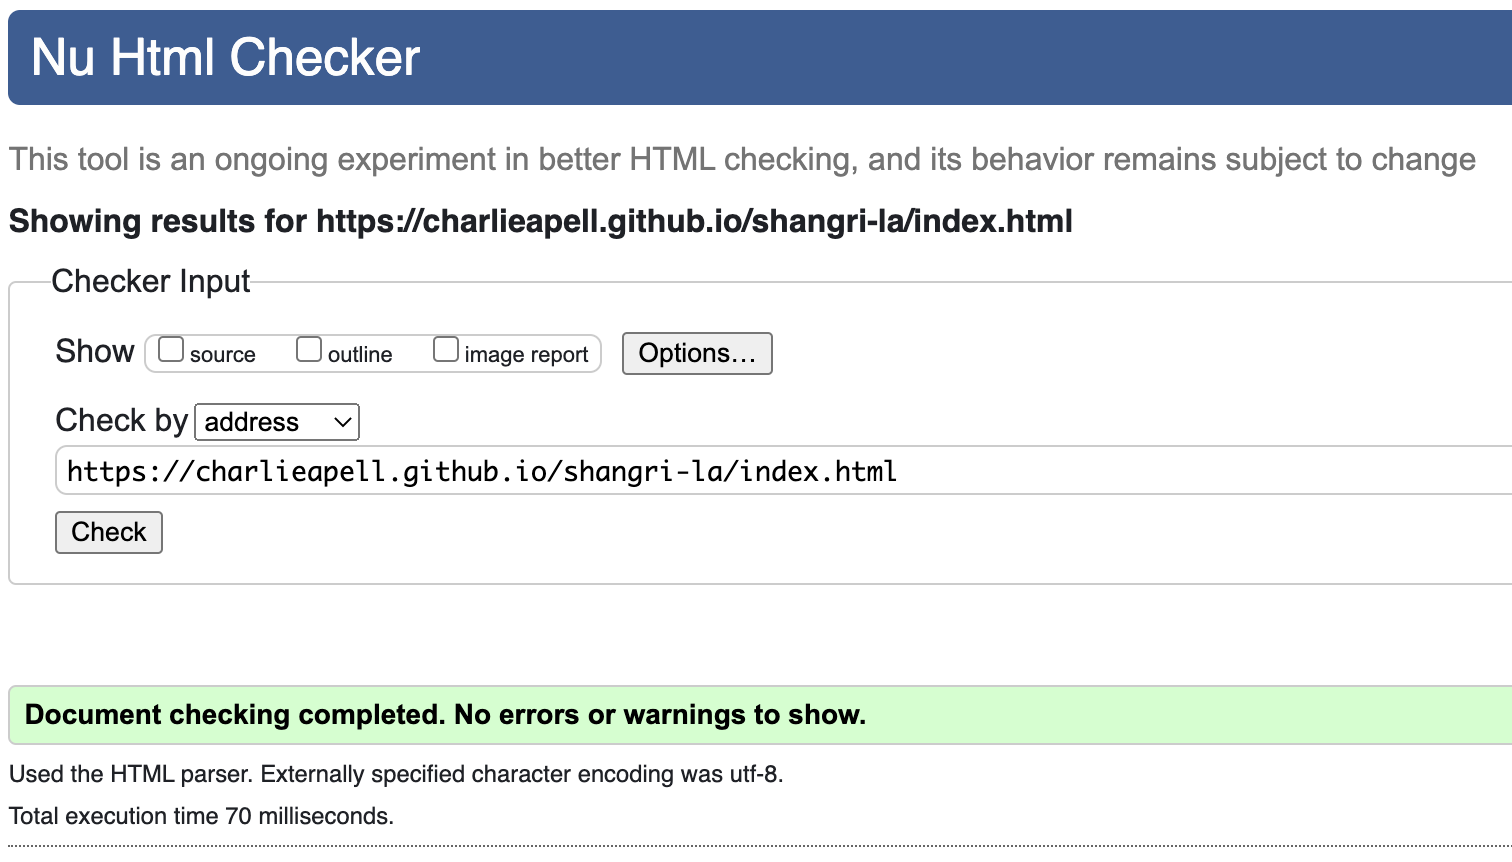 Nu Html Checker
This tool is an ongoing experiment in better HTML checking, and its behavior remains subject to change
Showing results for https://charlieapell.github.io/shangri-la/index.html
Checker Input
Show source outline image report Options…
Check by address
https://charlieapell.github.io/shangri-la/index.html
Check
Document checking completed. No errors or warnings to show.
Used the HTML parser. Externally specified character encoding was utf-8.
Total execution time 70 milliseconds.